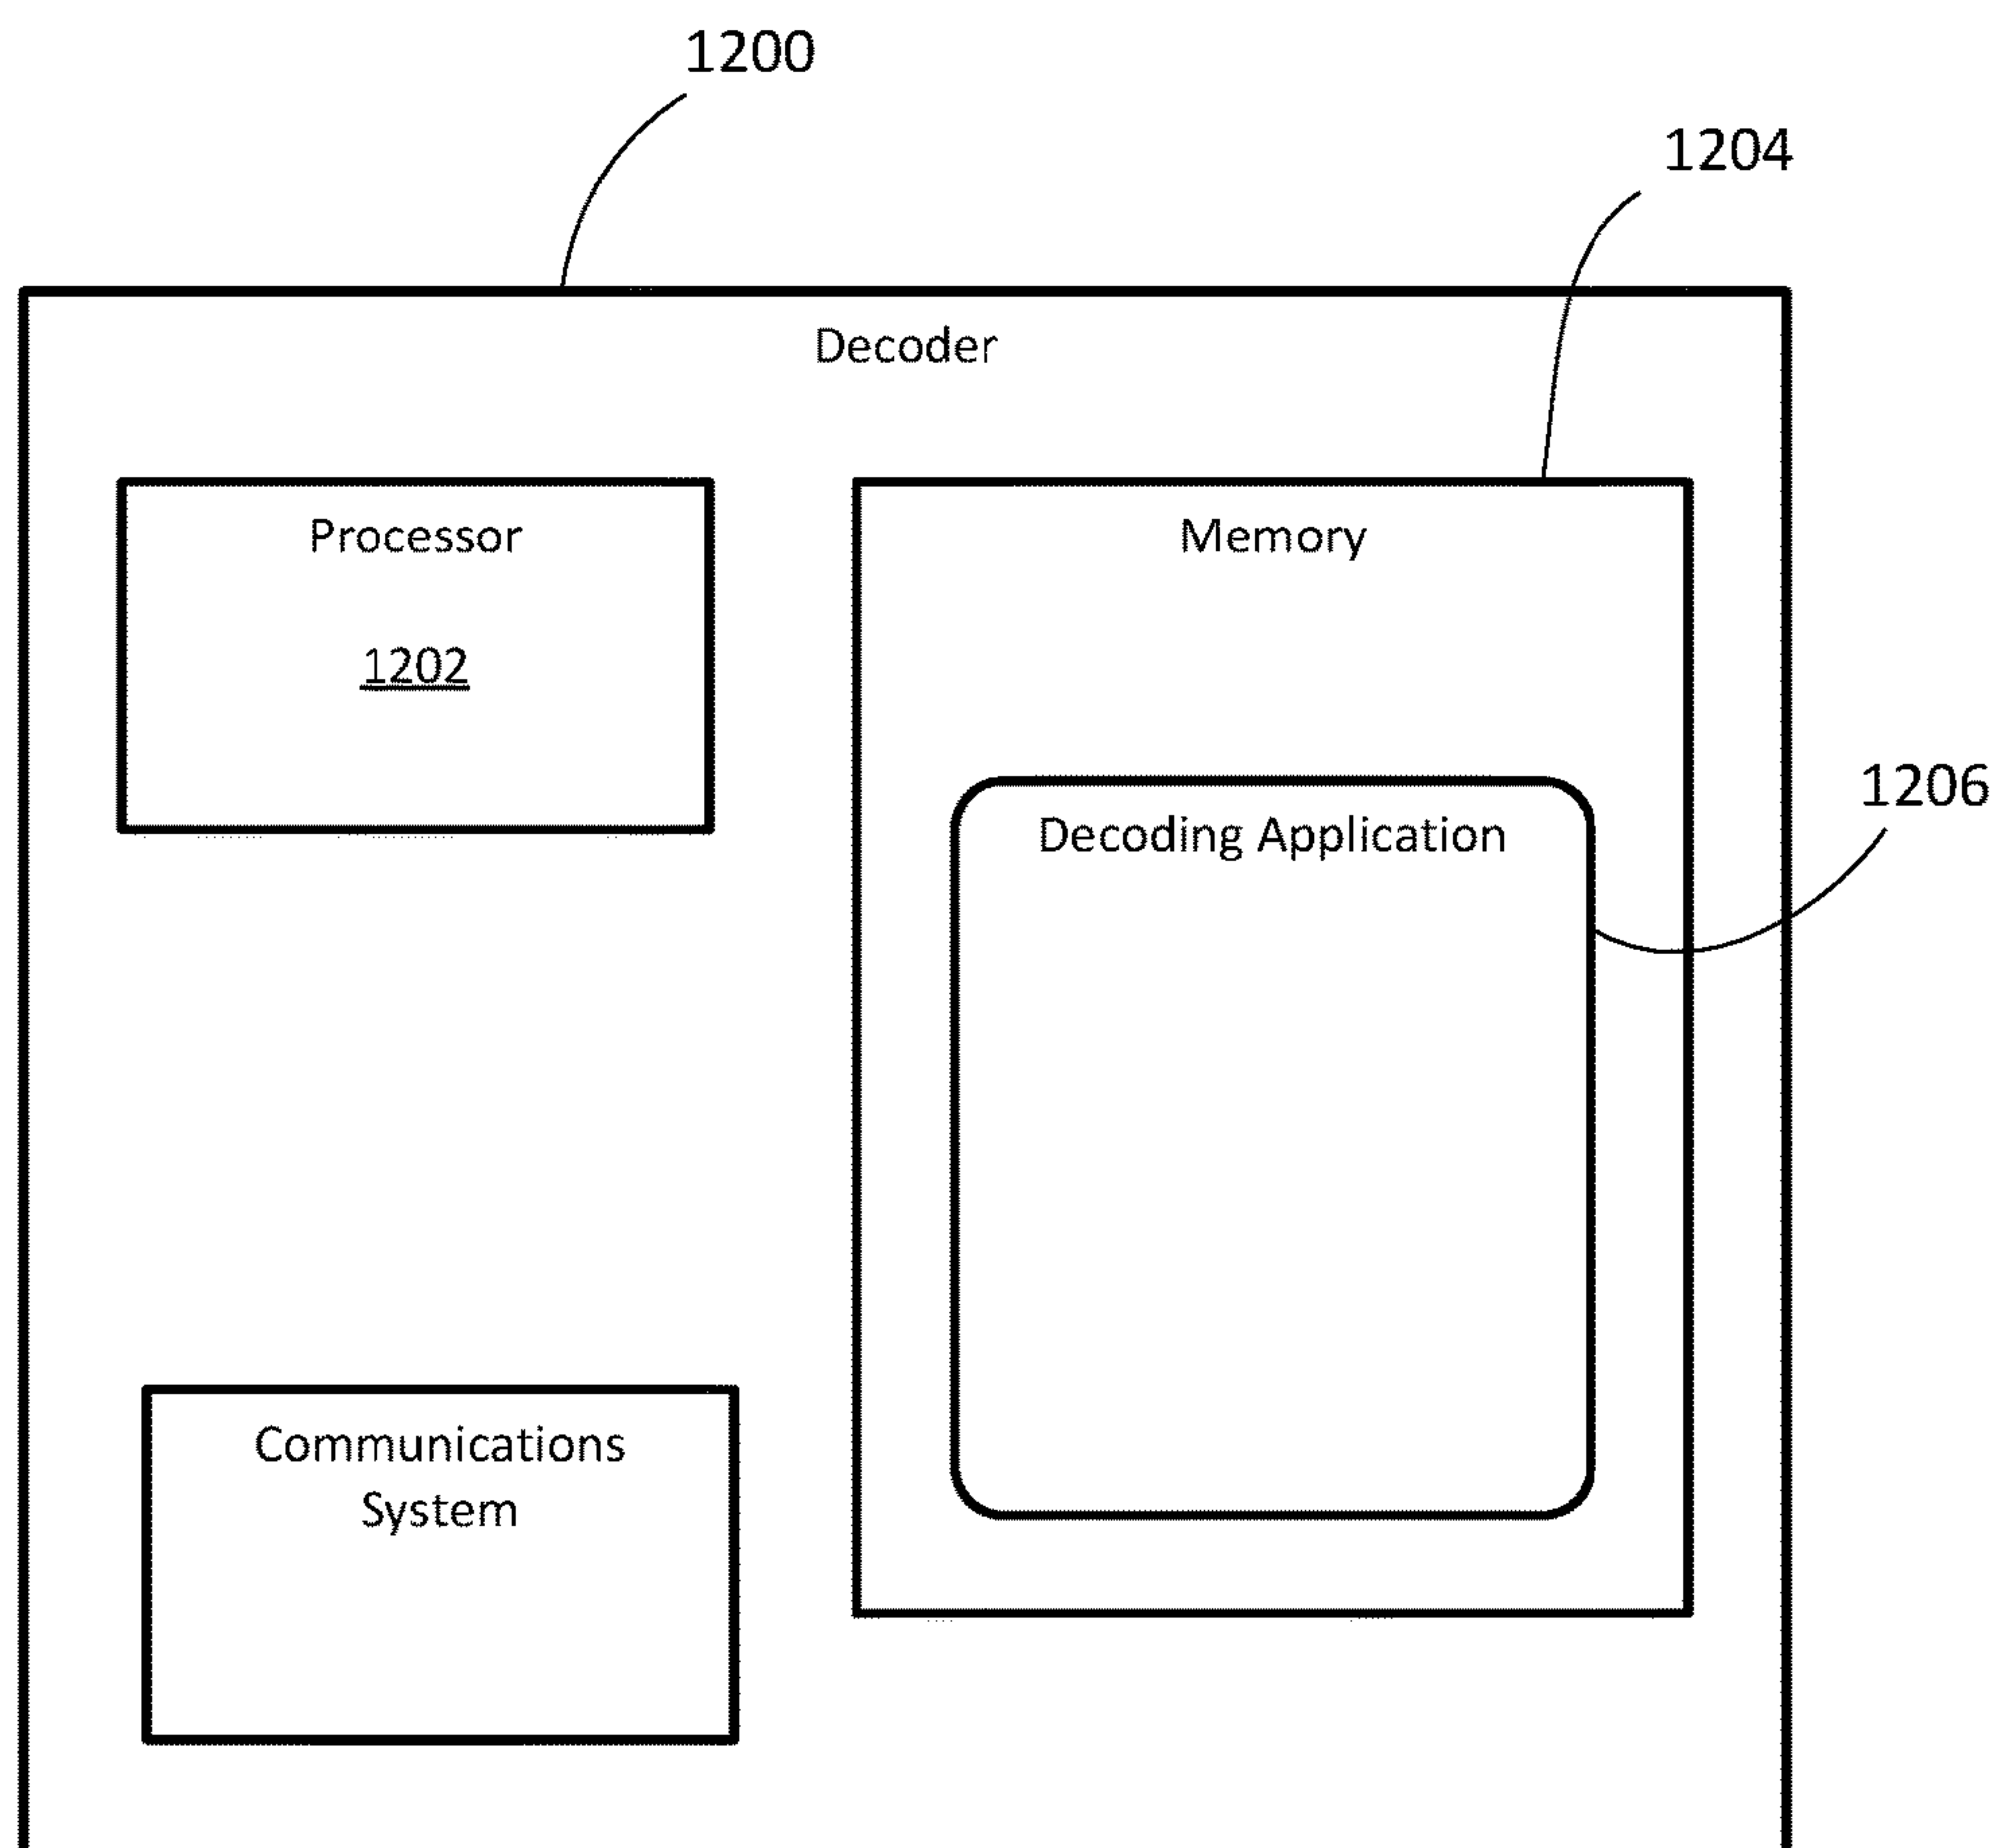 1200
1204
Decoder
Processor
1202
Memory
1206
Decoding Application
Communications
System